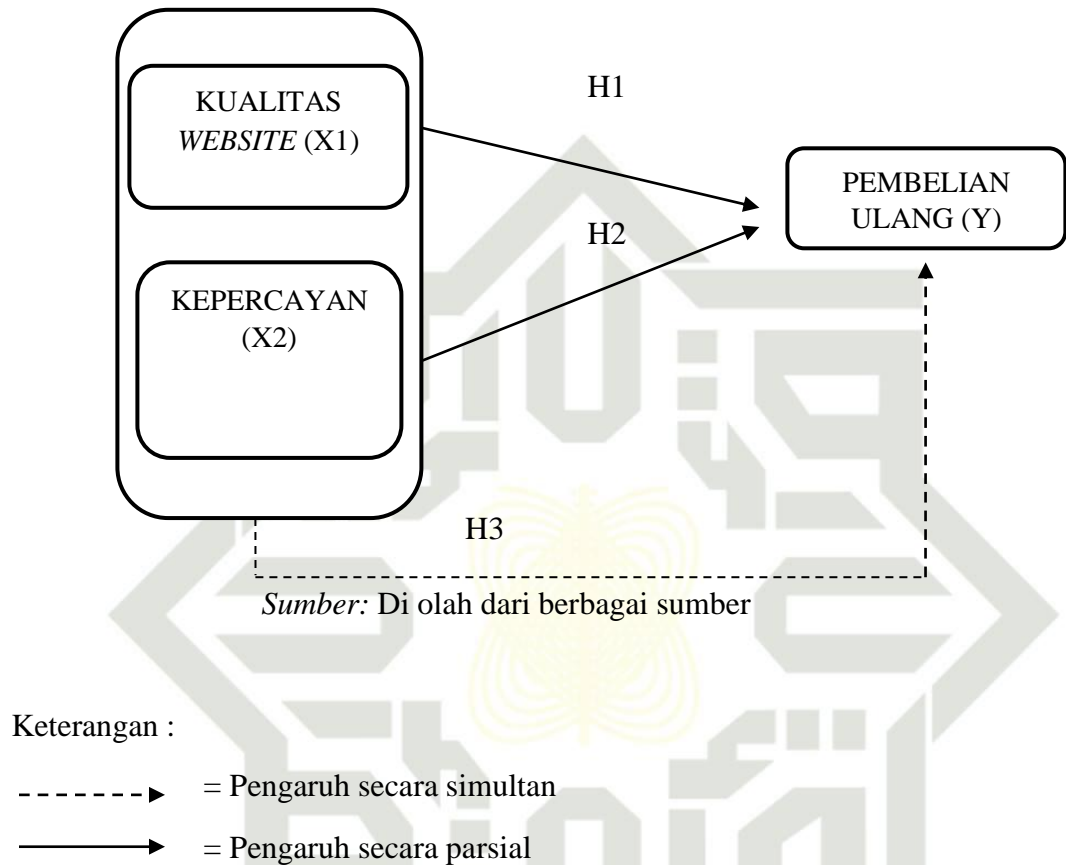 KUALITAS
WEBSITE (X1)
H1
PEMBELIAN
ULANG (Y)
H2
KEPERCAYAN
(X2)
H3
Sumber: Di olah dari berbagai sumber
Keterangan :
= Pengaruh secara simultan
= Pengaruh secara parsial